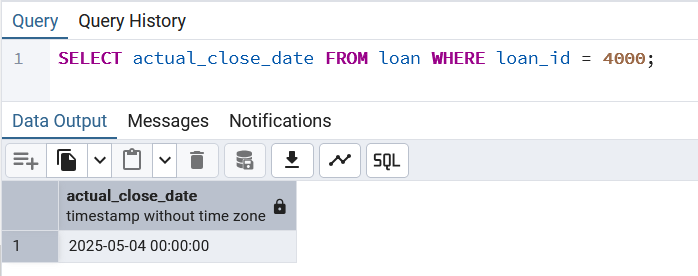 Query Query History
1 SELECT actual_close_date FROM loan WHERE loan_id = 4000;
Data Output Messages Notifications
SQL
actual_close_date
timestamp without time zone
1 2025-05-04 00:00:00